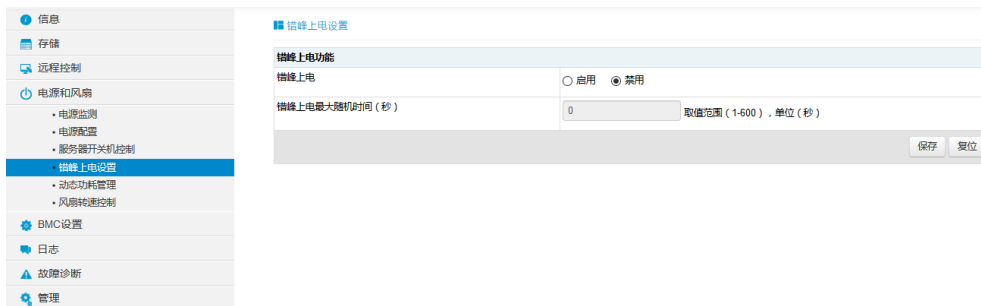 信息
存储
远程控制
电源和风扇
• 电源监测
• 电源配置
• 服务器开关机控制
• 错峰上电设置
• 动态功耗管理
• 风扇转速控制
BMC设置
日志
故障诊断
管理
错峰上电设置
错峰上电功能
错峰上电
启用 禁用
错峰上电最大随机时间（秒）
0 取值范围（1-600），单位（秒）
保存 复位